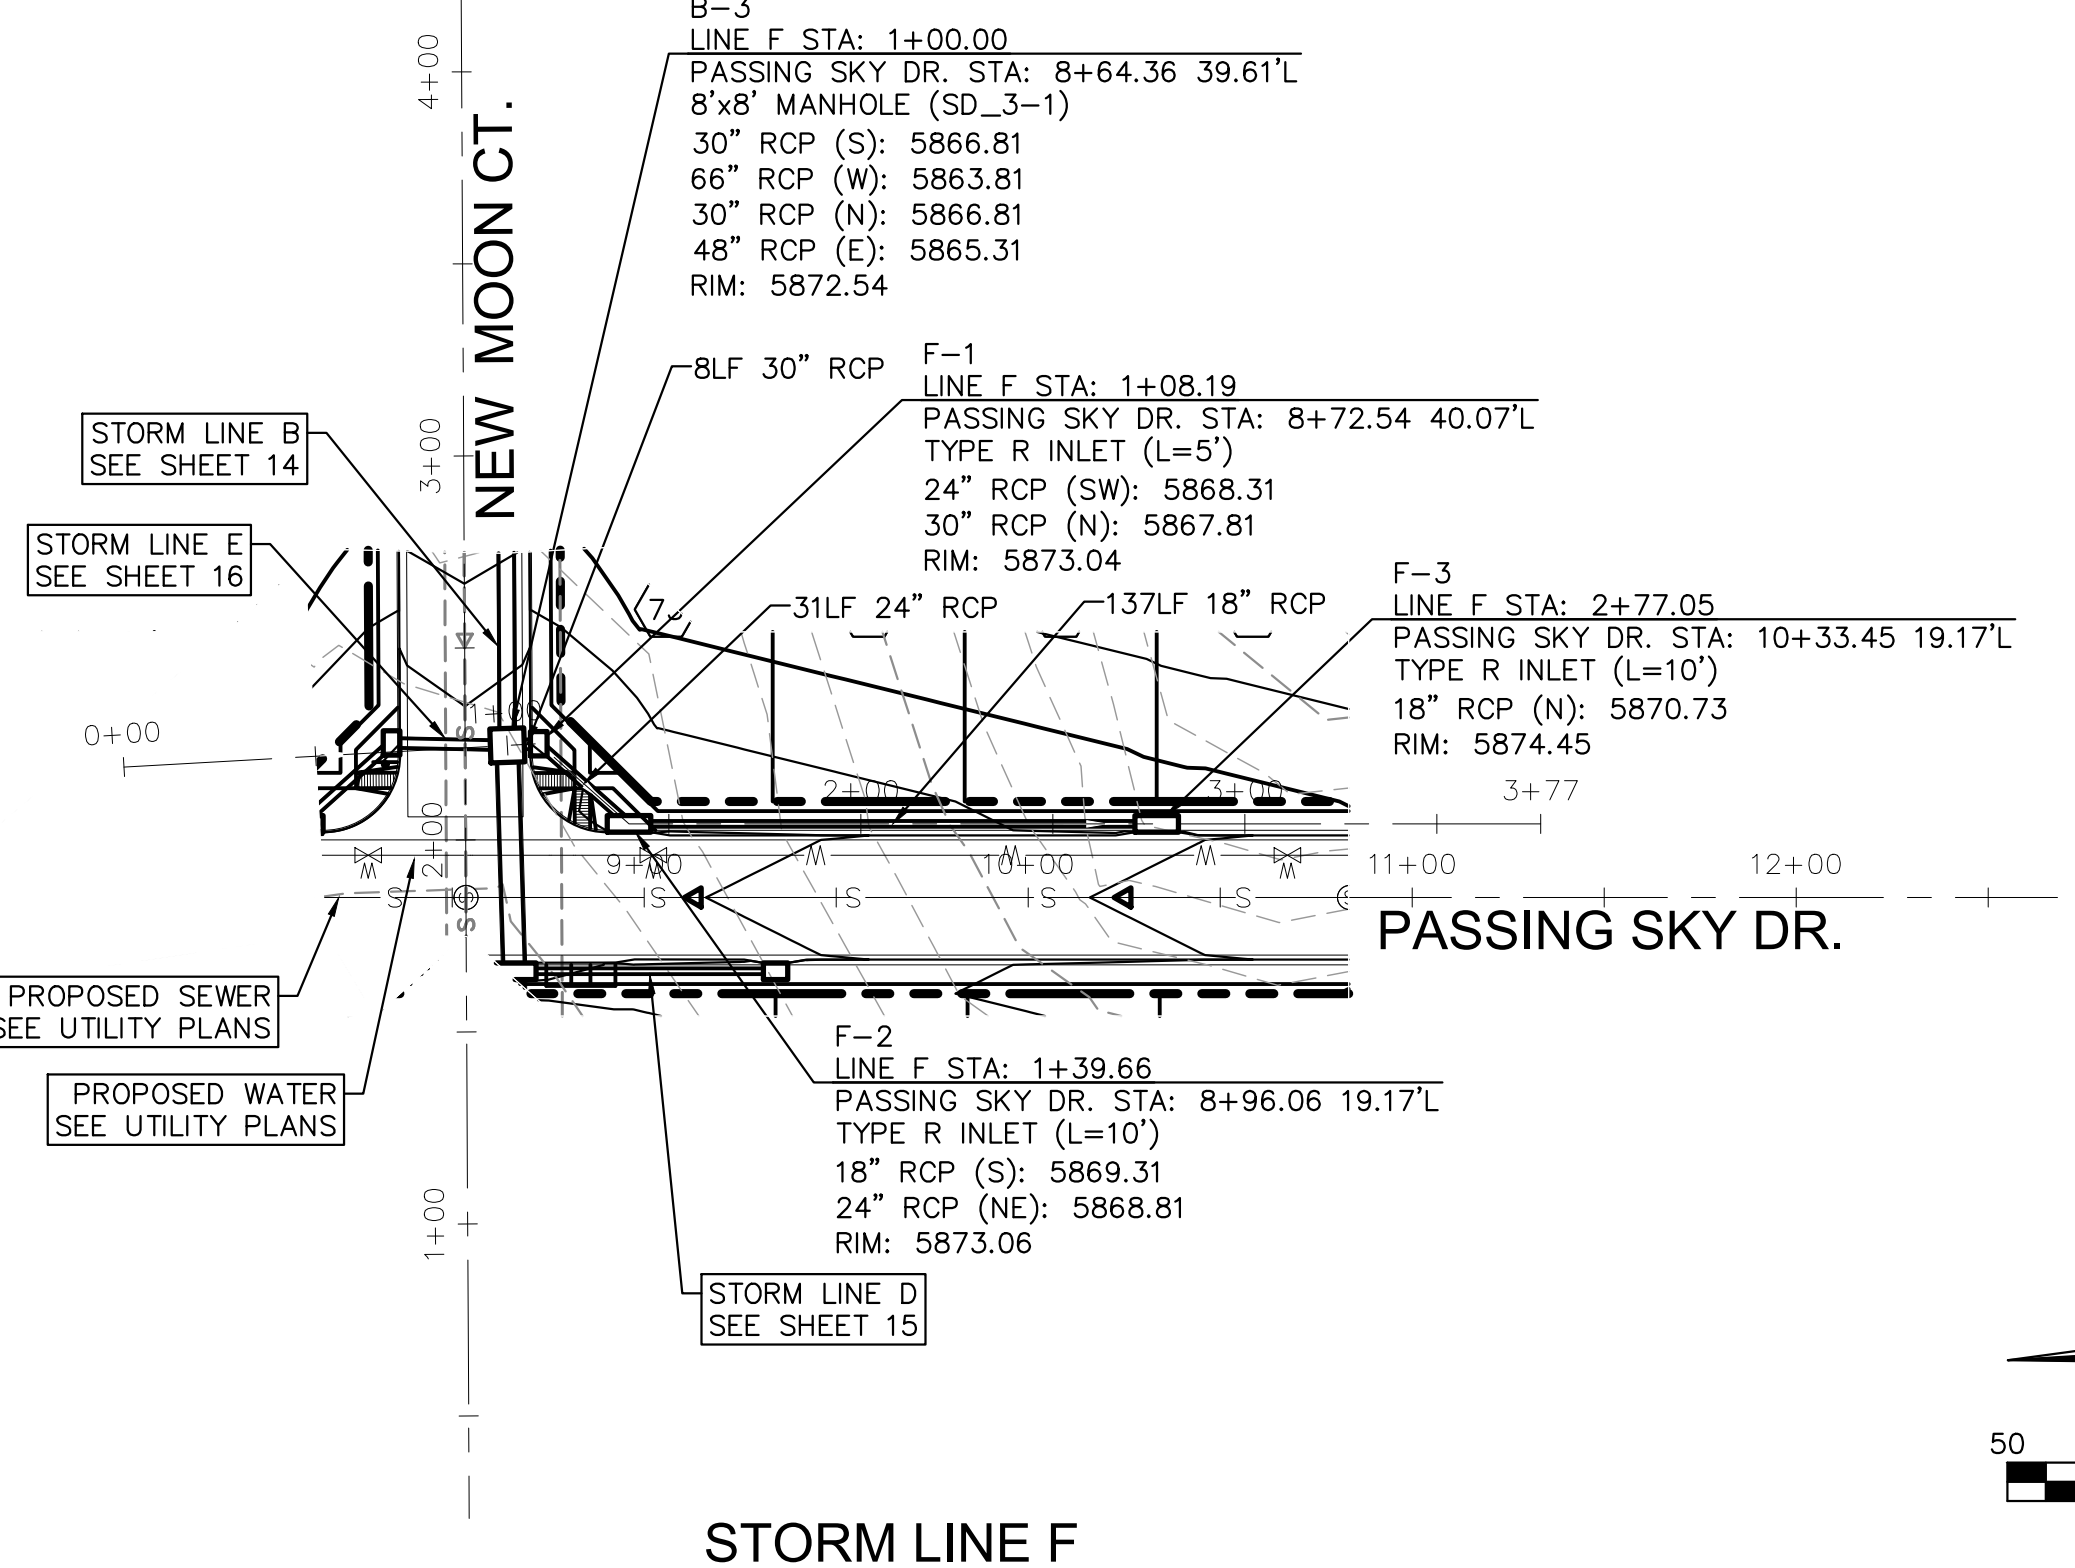 B-3
LINE F STA: 1+00.00
PASSING SKY DR. STA: 8+64.36 39.61'L
8'x8' MANHOLE (SD_3-1)
30" RCP (S): 5866.81
66" RCP (W): 5863.81
30" RCP (N): 5866.81
48" RCP (E): 5865.31
RIM: 5872.54
4+00
NEW MOON CT.
3+00
8LF 30" RCP
F-1
LINE F STA: 1+08.19
PASSING SKY DR. STA: 8+72.54 40.07'L
TYPE R INLET (L=5')
24" RCP (SW): 5868.31
30" RCP (N): 5867.81
RIM: 5873.04
STORM LINE B
SEE SHEET 14
STORM LINE E
SEE SHEET 16
31LF 24" RCP
137LF 18" RCP
F-3
LINE F STA: 2+77.05
PASSING SKY DR. STA: 10+33.45 19.17'L
TYPE R INLET (L=10')
18" RCP (N): 5870.73
RIM: 5874.45
0+00
1+00
2+00
3+00
3+77
2+00
9+00
10+00
11+00
12+00
W
W
W
W
W
W
S
S
S
S
S
S
S
S
PASSING SKY DR.
PROPOSED SEWER
SEE UTILITY PLANS
PROPOSED WATER
SEE UTILITY PLANS
F-2
LINE F STA: 1+39.66
PASSING SKY DR. STA: 8+96.06 19.17'L
TYPE R INLET (L=10')
18" RCP (S): 5869.31
24" RCP (NE): 5868.81
RIM: 5873.06
1+00
STORM LINE D
SEE SHEET 15
50
STORM LINE F